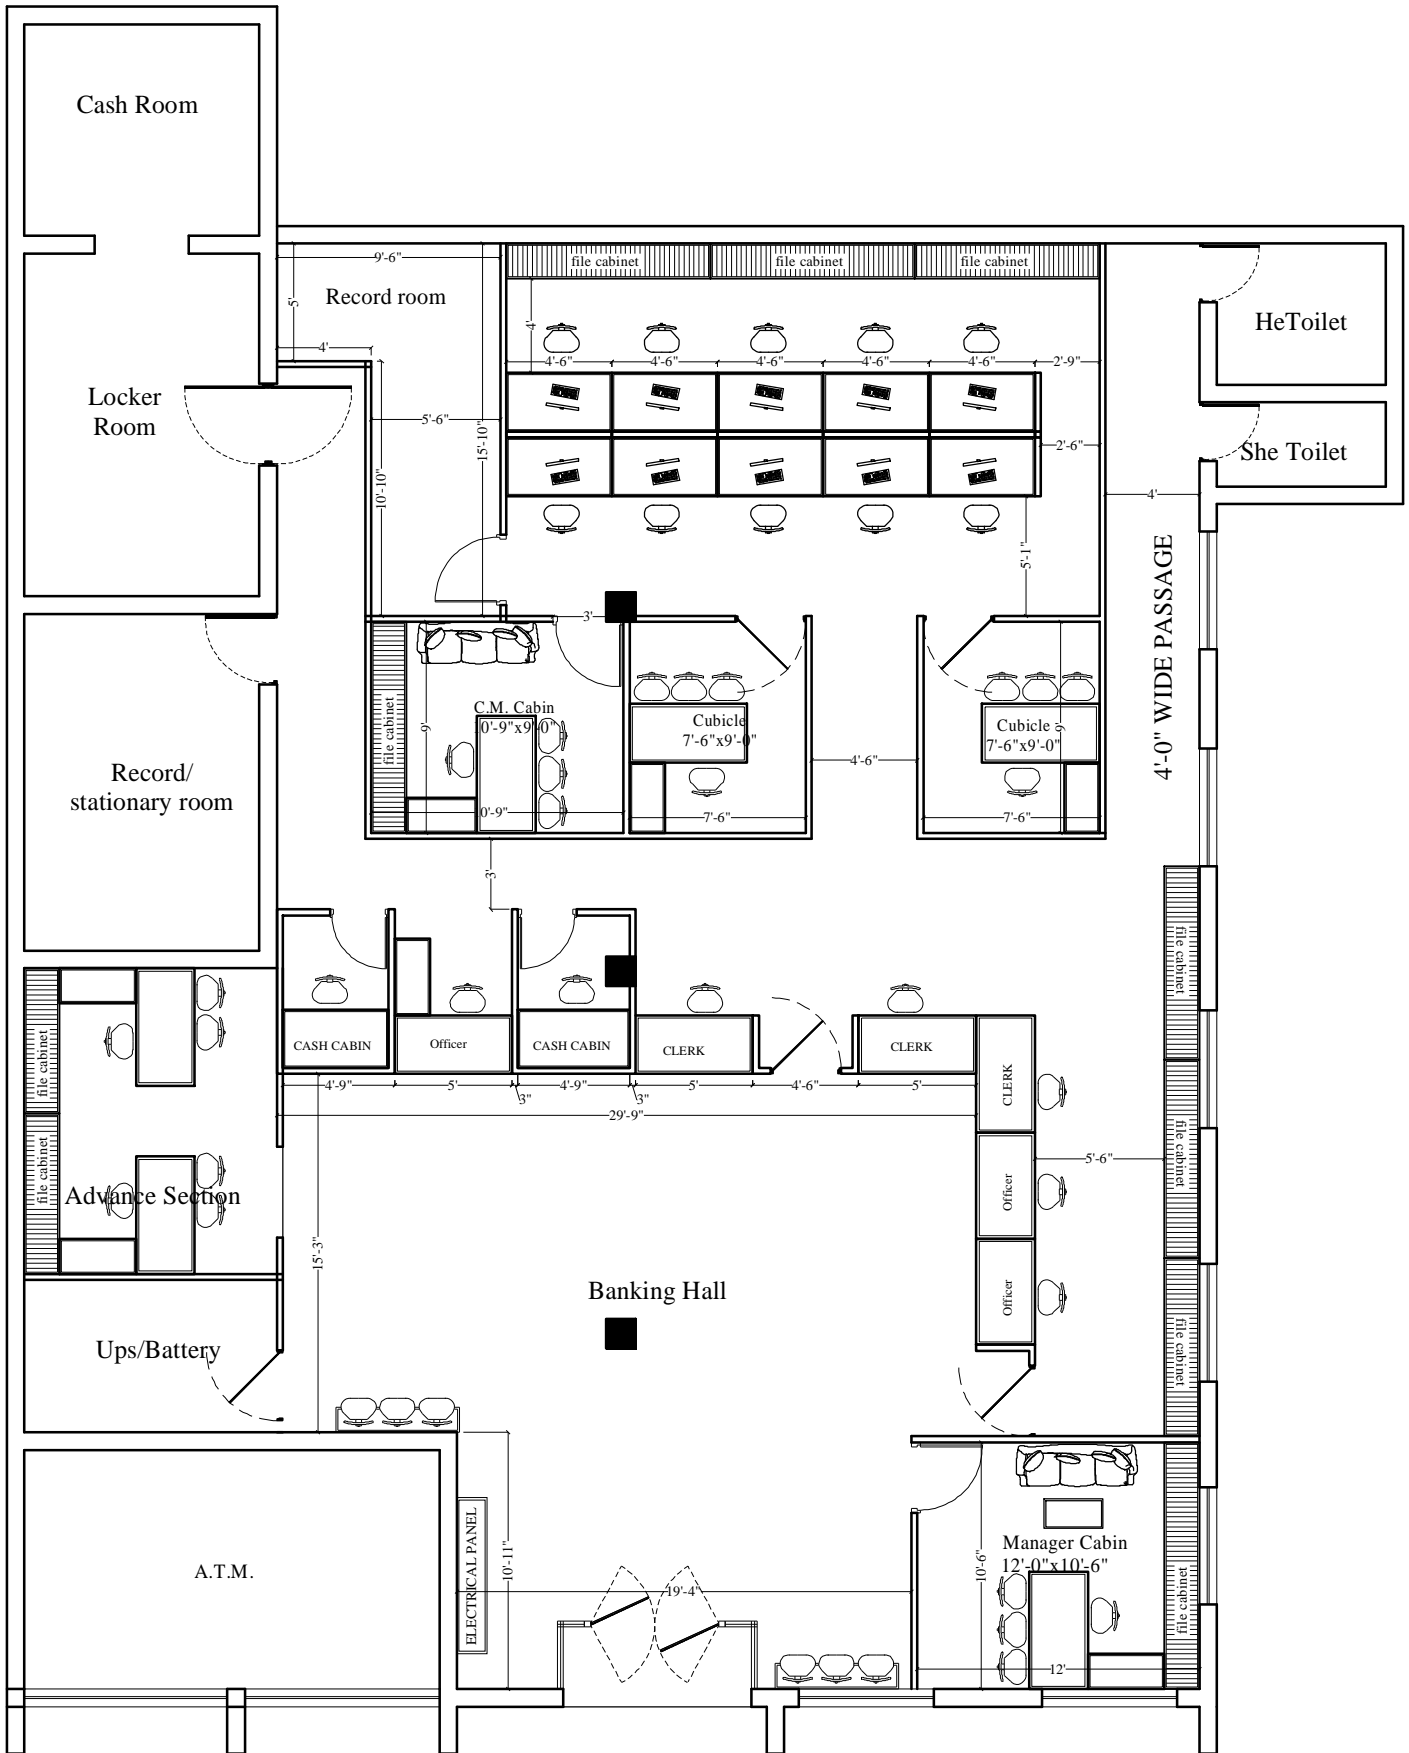 Cash Room
9'-6"
file cabinet
file cabinet
file cabinet
5'
Record room
4'
HeToilet
4'
4'-6"
4'-6"
4'-6"
4'-6"
4'-6"
2'-9"
Locker
Room
5'-6"
15'-10"
2'-6"
She Toilet
10'-10"
4'
5'-1"
4'-0" WIDE PASSAGE
3'
file cabinet
9'
C.M. Cabin
10'-9"x9'-0"
Cubicle
7'-6"x9'-0"
Cubicle
7'-6"x9'-0"
9'
4'-6"
Record/
stationary room
0'-9"
7'-6"
7'-6"
3'
file cabinet
CASH CABIN
Officer
CASH CABIN
CLERK
CLERK
file cabinet
4'-9"
5'
3"
4'-9"
3"
5'
4'-6"
5'
CLERK
29'-9"
file cabinet
5'-6"
file cabinet
Advance Section
Officer
15'-3"
Officer
Banking Hall
file cabinet
Ups/Battery
ELECTRICAL PANEL
10'-11"
A.T.M.
19'-4"
10'-6"
Manager Cabin
12'-0"x10'-6"
file cabinet
12'